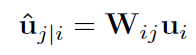 û_{j|i} = W_{ij}u_i